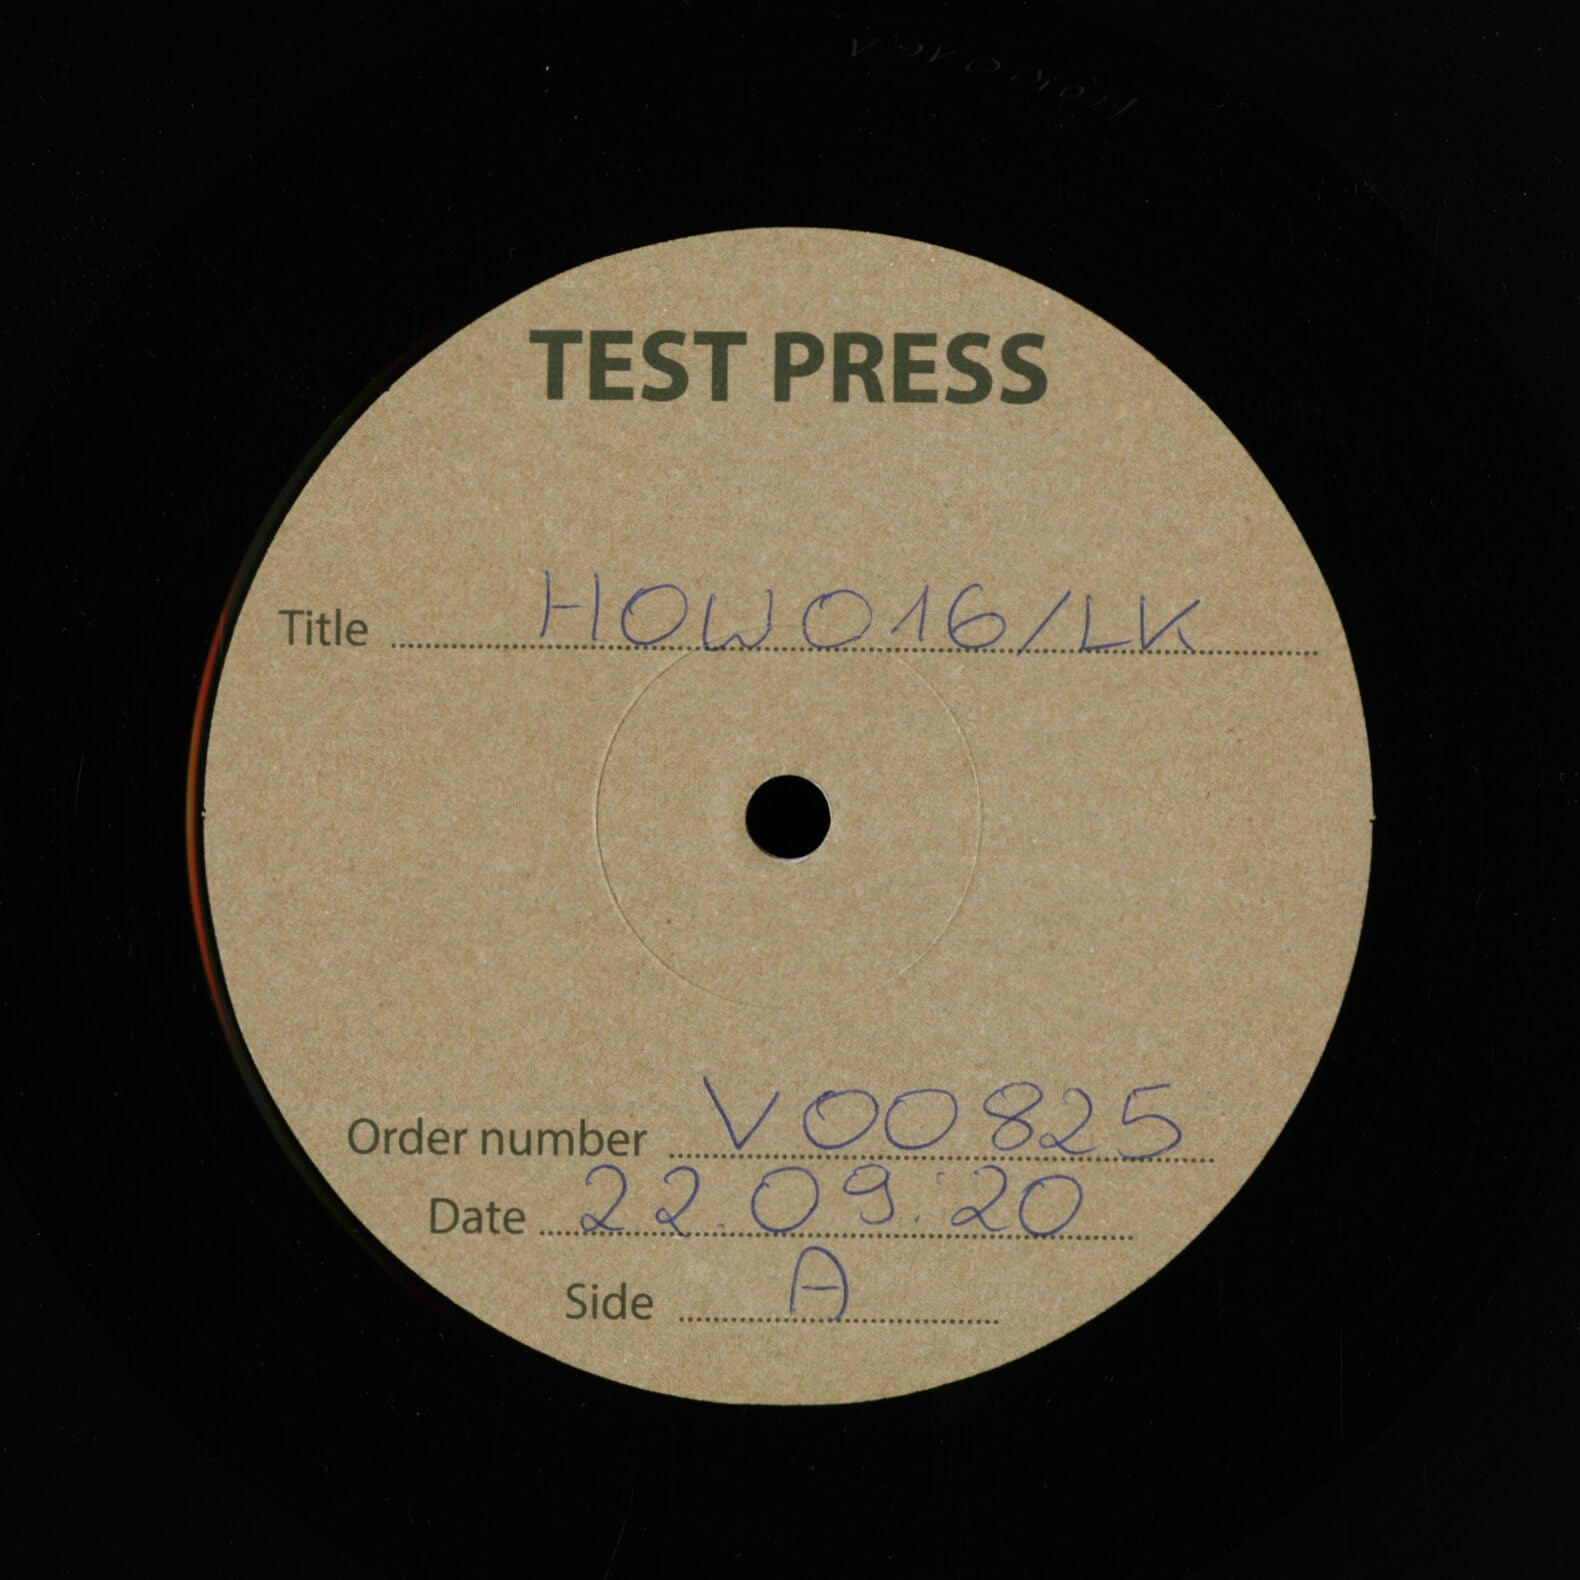 TEST PRESS
Title HOW016/LK
Order number V00825
Date 22.09.20
Side A